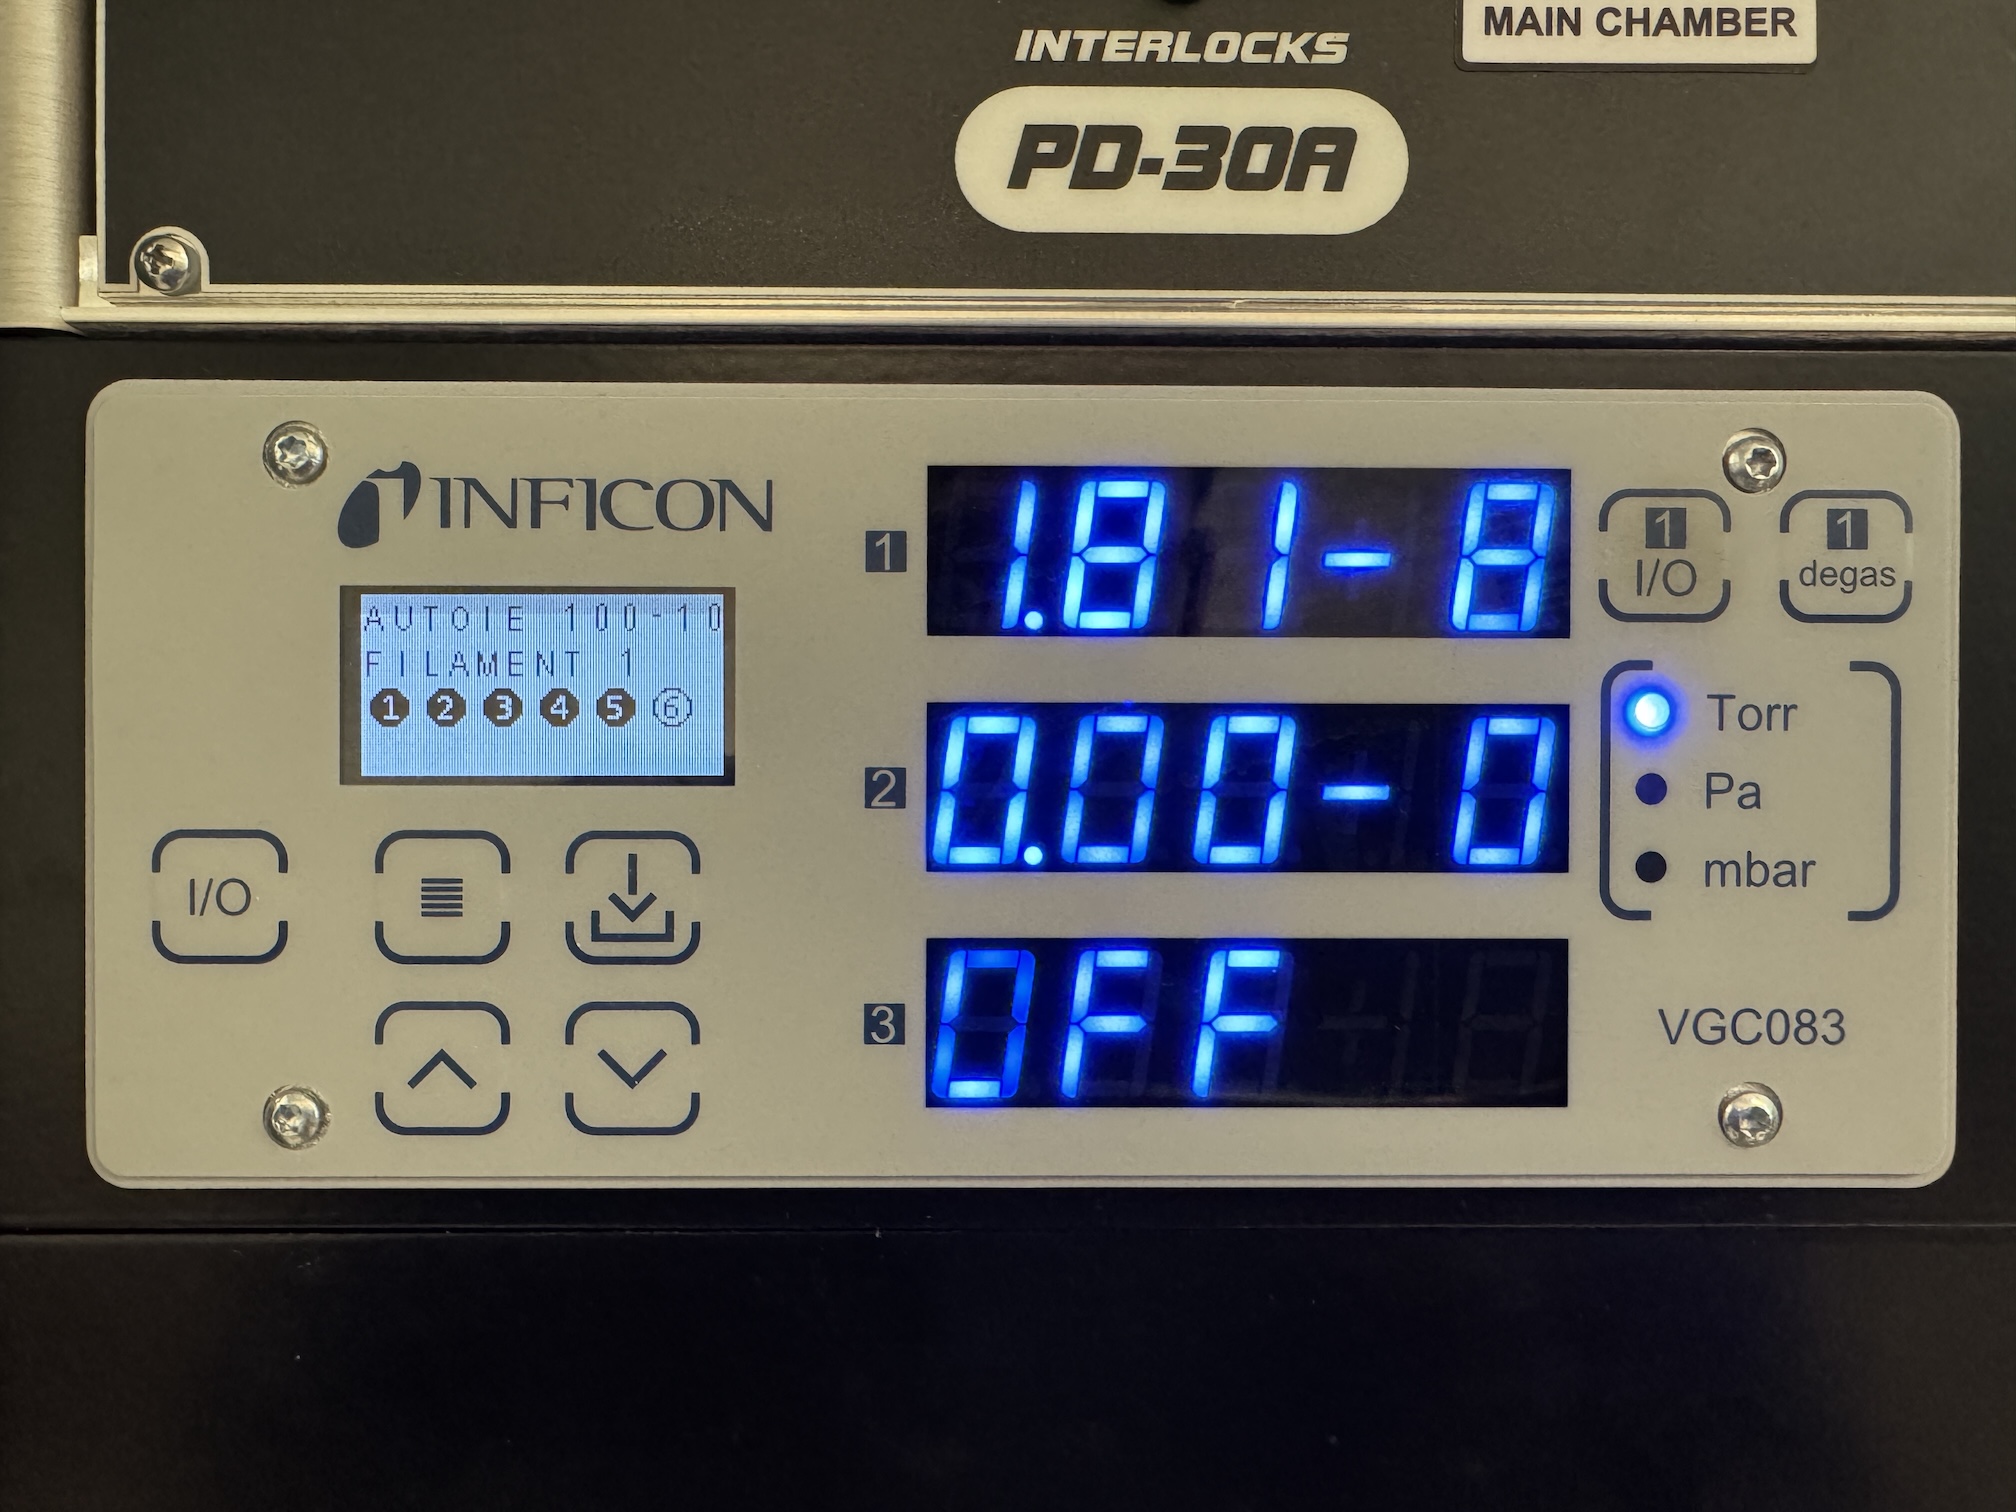 MAIN CHAMBER
INTERLOCKS
PD-30A
INFICON
AUTOIE 100-10
FILAMENT 1
1 2 3 4 5 6
1 1.81-8
1 I/O
1 degas
2 0.00-0
Torr
Pa
mbar
3 OFF
VGC083
I/O